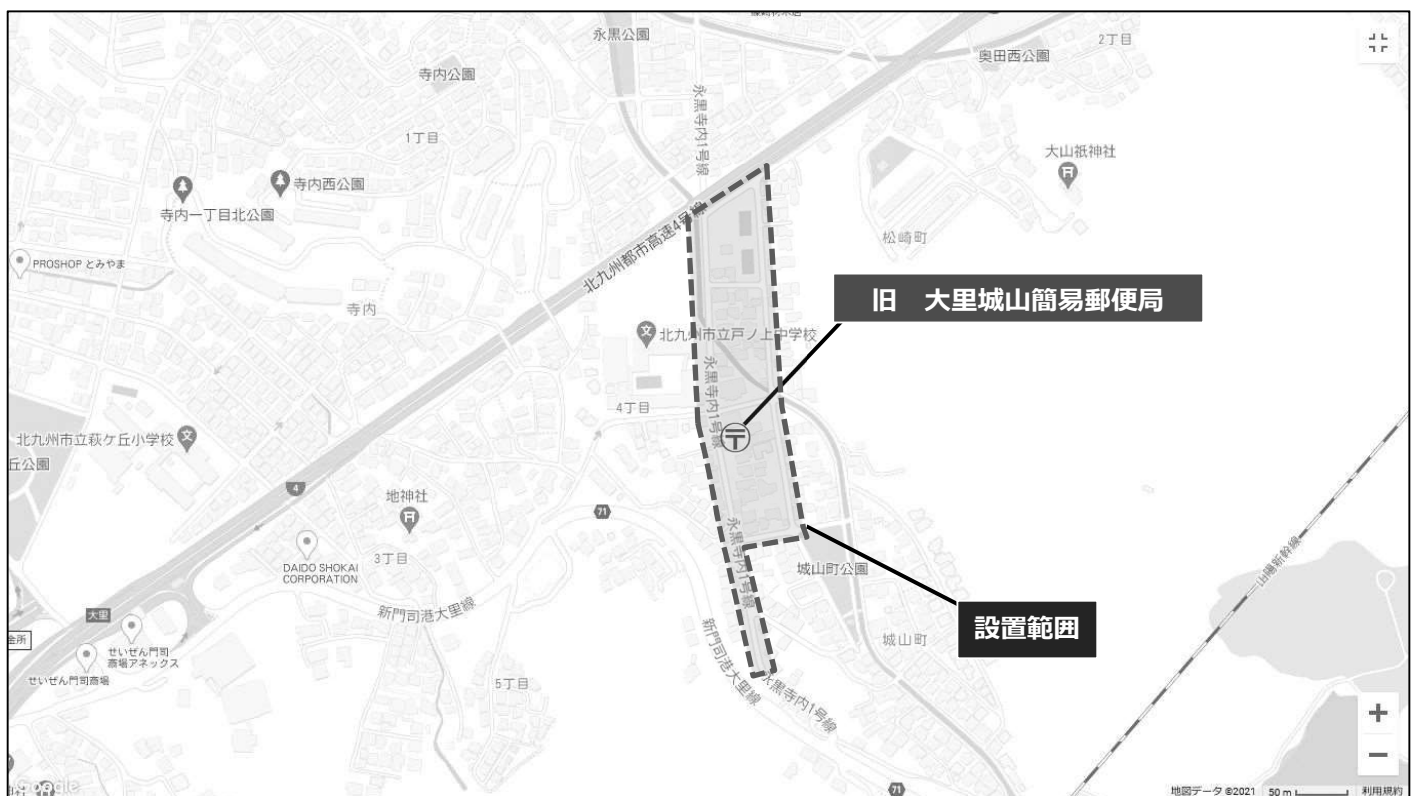 永黒公園
2丁目
奥田西公園
寺内公園
永黒寺内1号線
1丁目
大山祇神社
寺内西公園
寺内一丁目北公園
北九州都市高速4号線
松崎町
PROSHOP とみやま
旧 大里城山簡易郵便局
寺内
北九州市立戸ノ上中学校
永黒寺内1号線
4丁目
北九州市立萩ケ丘小学校
丘公園
4
地神社
71
永黒寺内1号線
山陽新幹線
3丁目
DAIDO SHOKAI
CORPORATION
城山町公園
新門司港大里線
大里
設置範囲
金所
せいぜん門司
斎場アネックス
城山町
新門司港大里線
せいぜん門司斎場
5丁目
永黒寺内1号線
+
−
Google
71
地図データ ©2021
50 m
利用規約